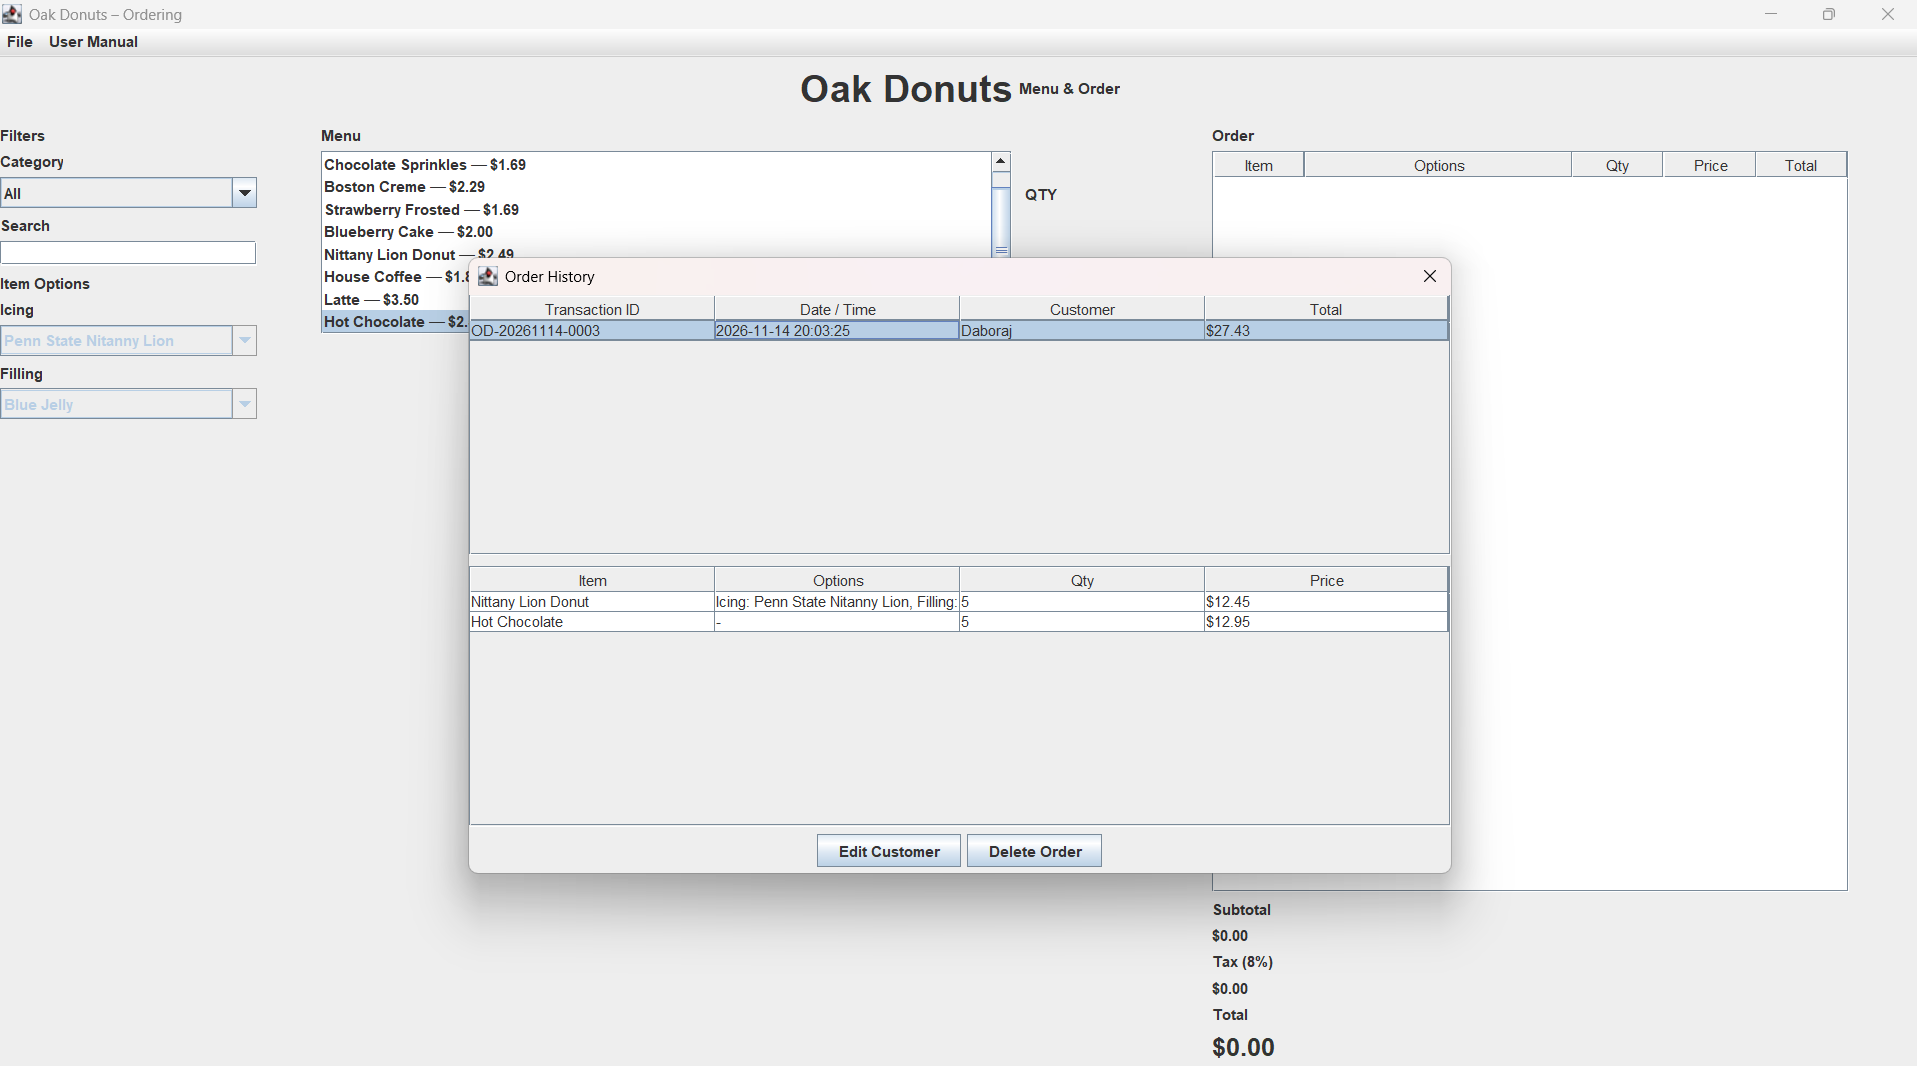 Oak Donuts – Ordering
File User Manual
Oak Donuts Menu & Order
Filters
Category
All
Search
Item Options
Icing
Penn State Nitanny Lion
Filling
Blue Jelly
Menu
Chocolate Sprinkles — $1.69
Boston Creme — $2.29
Strawberry Frosted — $1.69
Blueberry Cake — $2.00
Nittany Lion Donut — $2.49
House Coffee — $1.8
Latte — $3.50
Hot Chocolate — $2.
QTY
Order
Item Options Qty Price Total
Order History
Transaction ID Date / Time Customer Total
OD-20261114-0003 2026-11-14 20:03:25 Daboraj $27.43
Item Options Qty Price
Nittany Lion Donut Icing: Penn State Nitanny Lion, Filling: 5 $12.45
Hot Chocolate - 5 $12.95
Edit Customer Delete Order
Subtotal
$0.00
Tax (8%)
$0.00
Total
$0.00